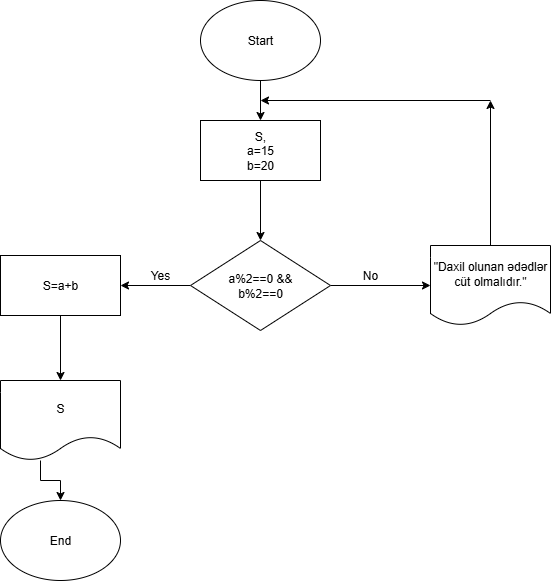 Start
S,
a=15
b=20
a%2==0 &&
b%2==0
Yes
No
S=a+b
"Daxil olunan ədədlər
cüt olmalıdır."
S
End